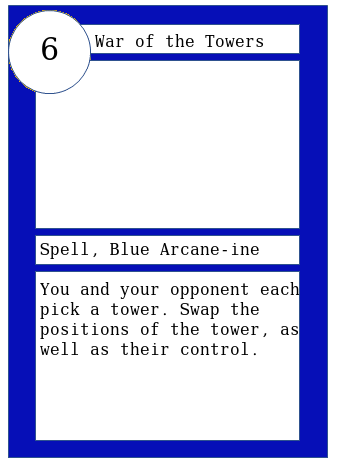 6
War of the Towers
Spell, Blue Arcane-ine
You and your opponent each
pick a tower. Swap the
positions of the tower, as
well as their control.